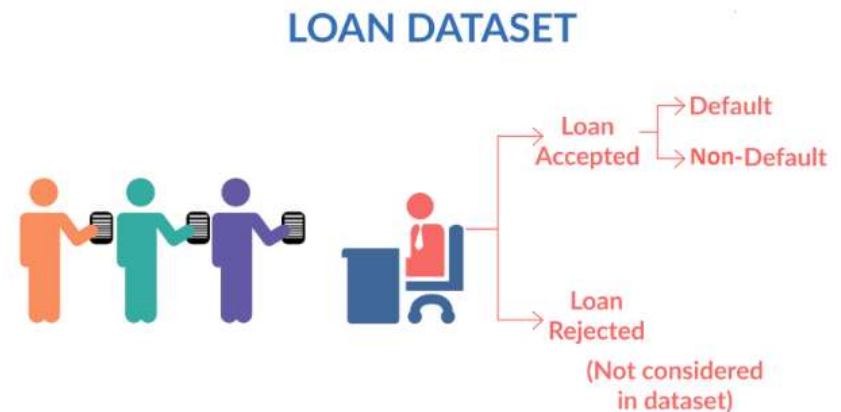 LOAN DATASET
Loan
Accepted
Default
Non-Default
Loan
Rejected
(Not considered
in dataset)